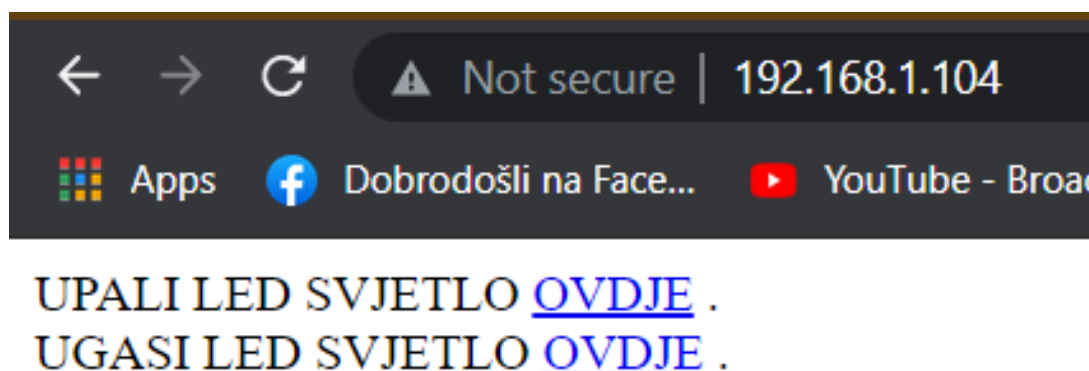 Not secure | 192.168.1.104
Apps Dobrodošli na Face... YouTube - Broa
UPALI LED SVJETLO OVDJE .
UGASI LED SVJETLO OVDJE .